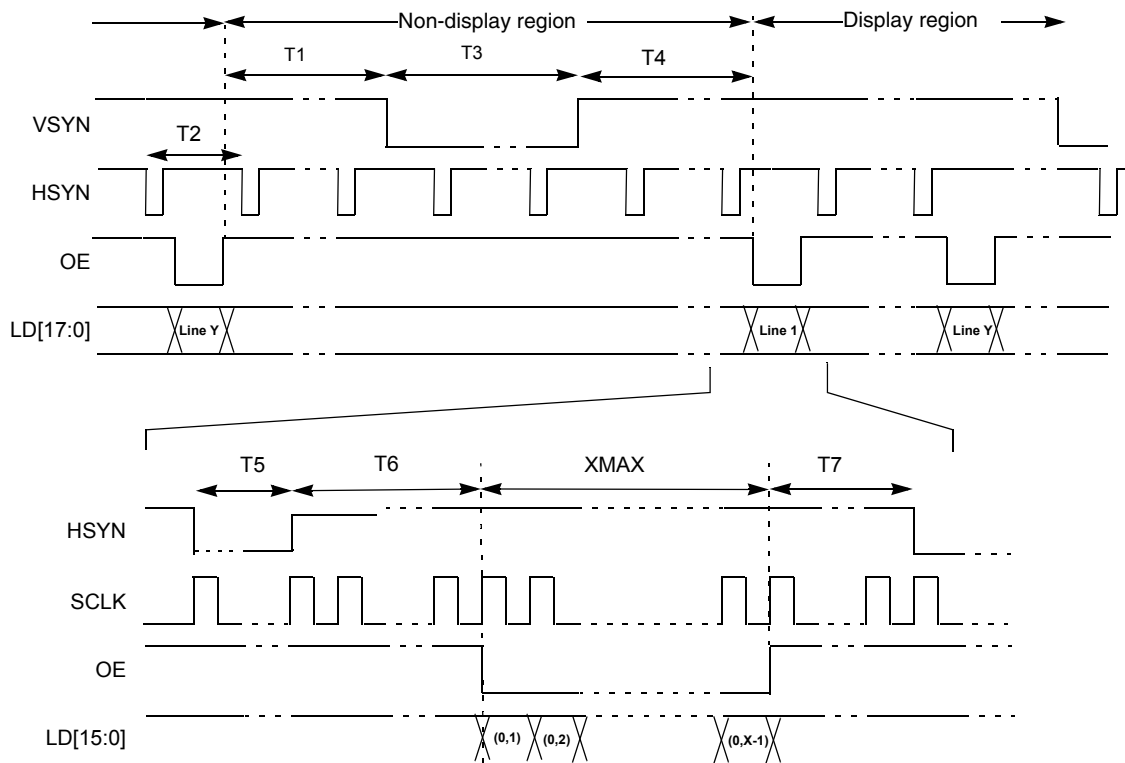 Non-display region Display region
T1 T3 T4
VSYN
T2
HSYN
OE
LD[17:0] Line Y Line 1 Line Y
T5 T6 XMAX T7
HSYN
SCLK
OE
LD[15:0] (0,1) (0,2) (0,X-1)